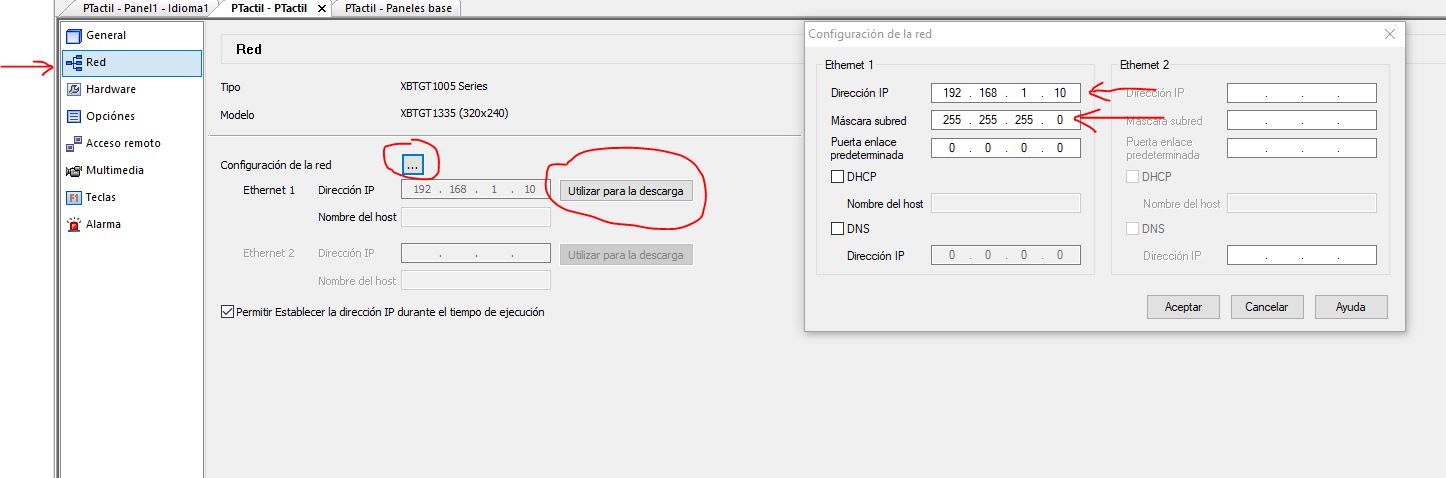 PTactil - Panel1 - Idioma1
PTactil - PTactil
PTactil - Paneles base
General
Red
Hardware
Opciónes
Acceso remoto
Multimedia
F1 Teclas
Alarma
Red
Tipo XBTGT1005 Series
Modelo XBTGT1335 (320x240)
Configuración de la red ...
Ethernet 1 Dirección IP 192 . 168 . 1 . 10 Utilizar para la descarga
Nombre del host
Ethernet 2 Dirección IP . . . Utilizar para la descarga
Nombre del host
Permitir Establecer la dirección IP durante el tiempo de ejecución
Configuración de la red
Ethernet 1
Dirección IP 192 . 168 . 1 . 10
Máscara subred 255 . 255 . 255 . 0
Puerta enlace
predeterminada 0 . 0 . 0 . 0
DHCP
Nombre del host
DNS
Dirección IP 0 . 0 . 0 . 0
Ethernet 2
Dirección IP . . .
Máscara subred . . .
Puerta enlace
predeterminada . . .
DHCP
Nombre del host
DNS
Dirección IP . . .
Aceptar
Cancelar
Ayuda